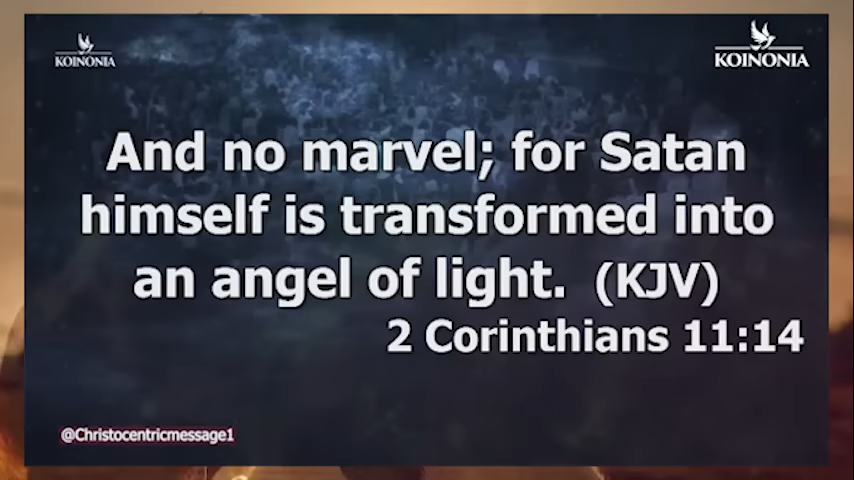 KOINONIA
KOINONIA
And no marvel; for Satan
himself is transformed into
an angel of light. (KJV)
2 Corinthians 11:14
@Christocentricmessage1